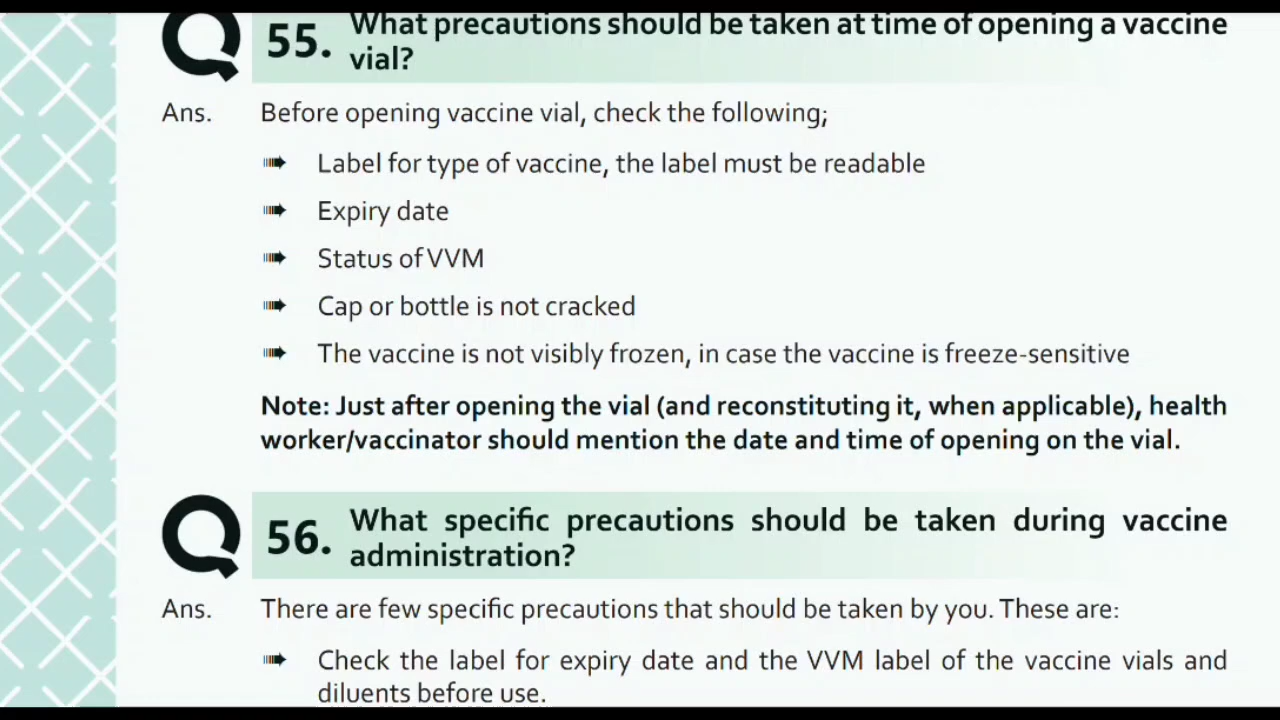 Q 55. What precautions should be taken at time of opening a vaccine
vial?
Ans. Before opening vaccine vial, check the following;
Label for type of vaccine, the label must be readable
Expiry date
Status of VVM
Cap or bottle is not cracked
The vaccine is not visibly frozen, in case the vaccine is freeze-sensitive
Note: Just after opening the vial (and reconstituting it, when applicable), health
worker/vaccinator should mention the date and time of opening on the vial.
Q 56. What specific precautions should be taken during vaccine
administration?
Ans. There are few specific precautions that should be taken by you. These are:
Check the label for expiry date and the VVM label of the vaccine vials and
diluents before use.